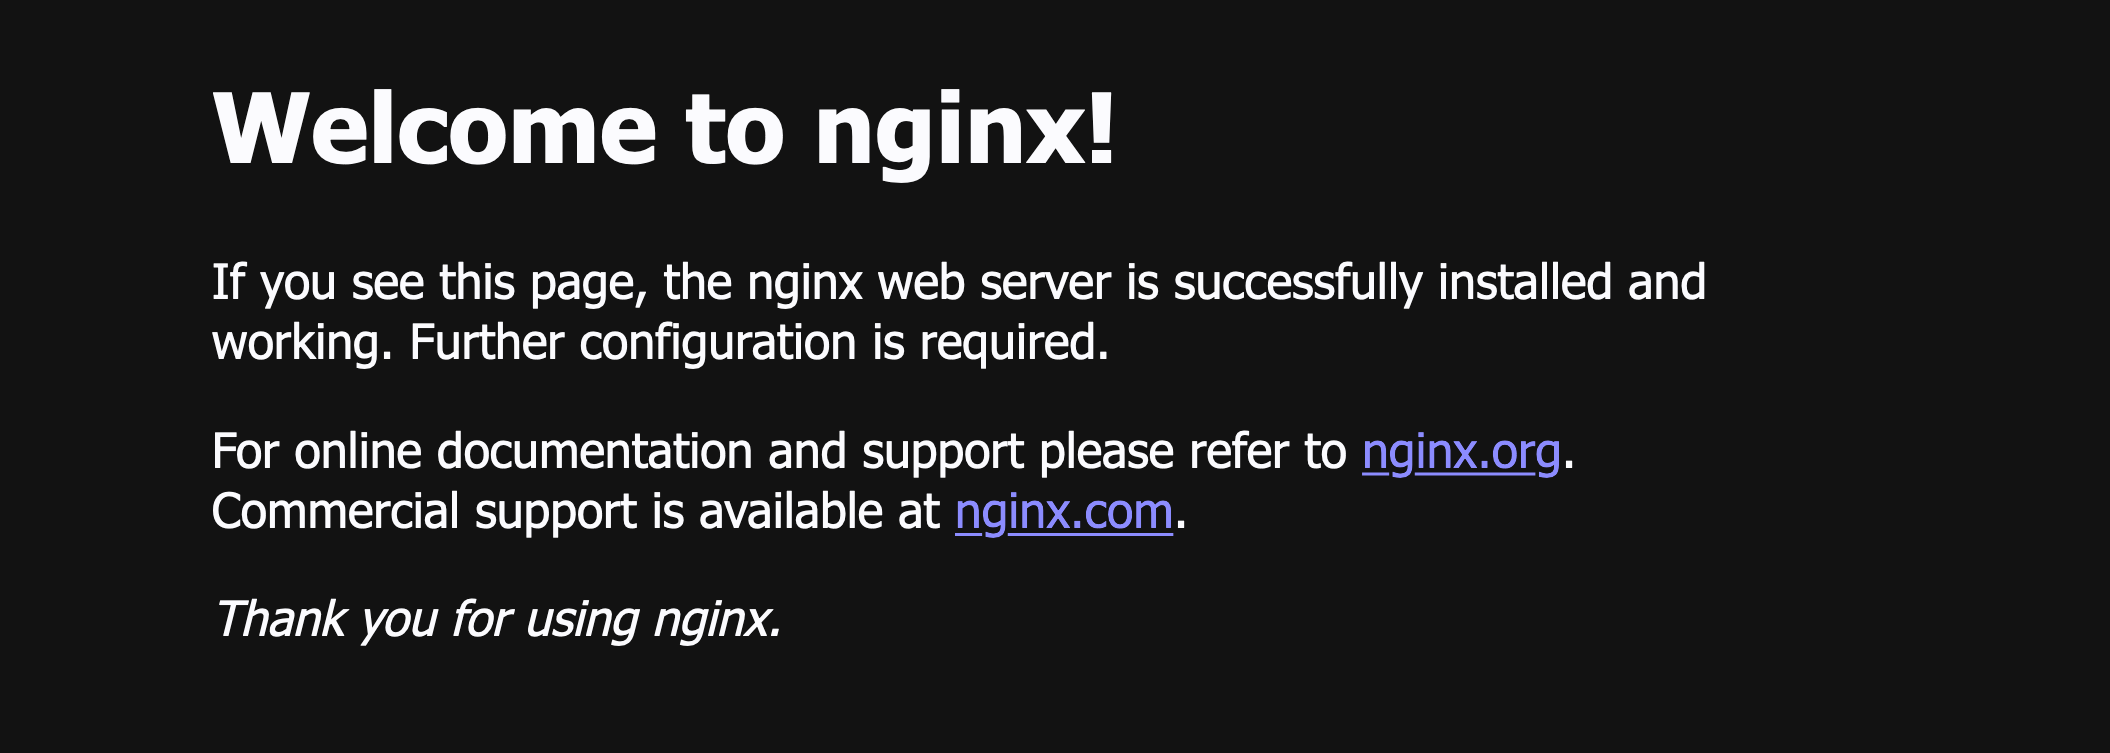 Welcome to nginx!
If you see this page, the nginx web server is successfully installed and
working. Further configuration is required.
For online documentation and support please refer to nginx.org.
Commercial support is available at nginx.com.
Thank you for using nginx.